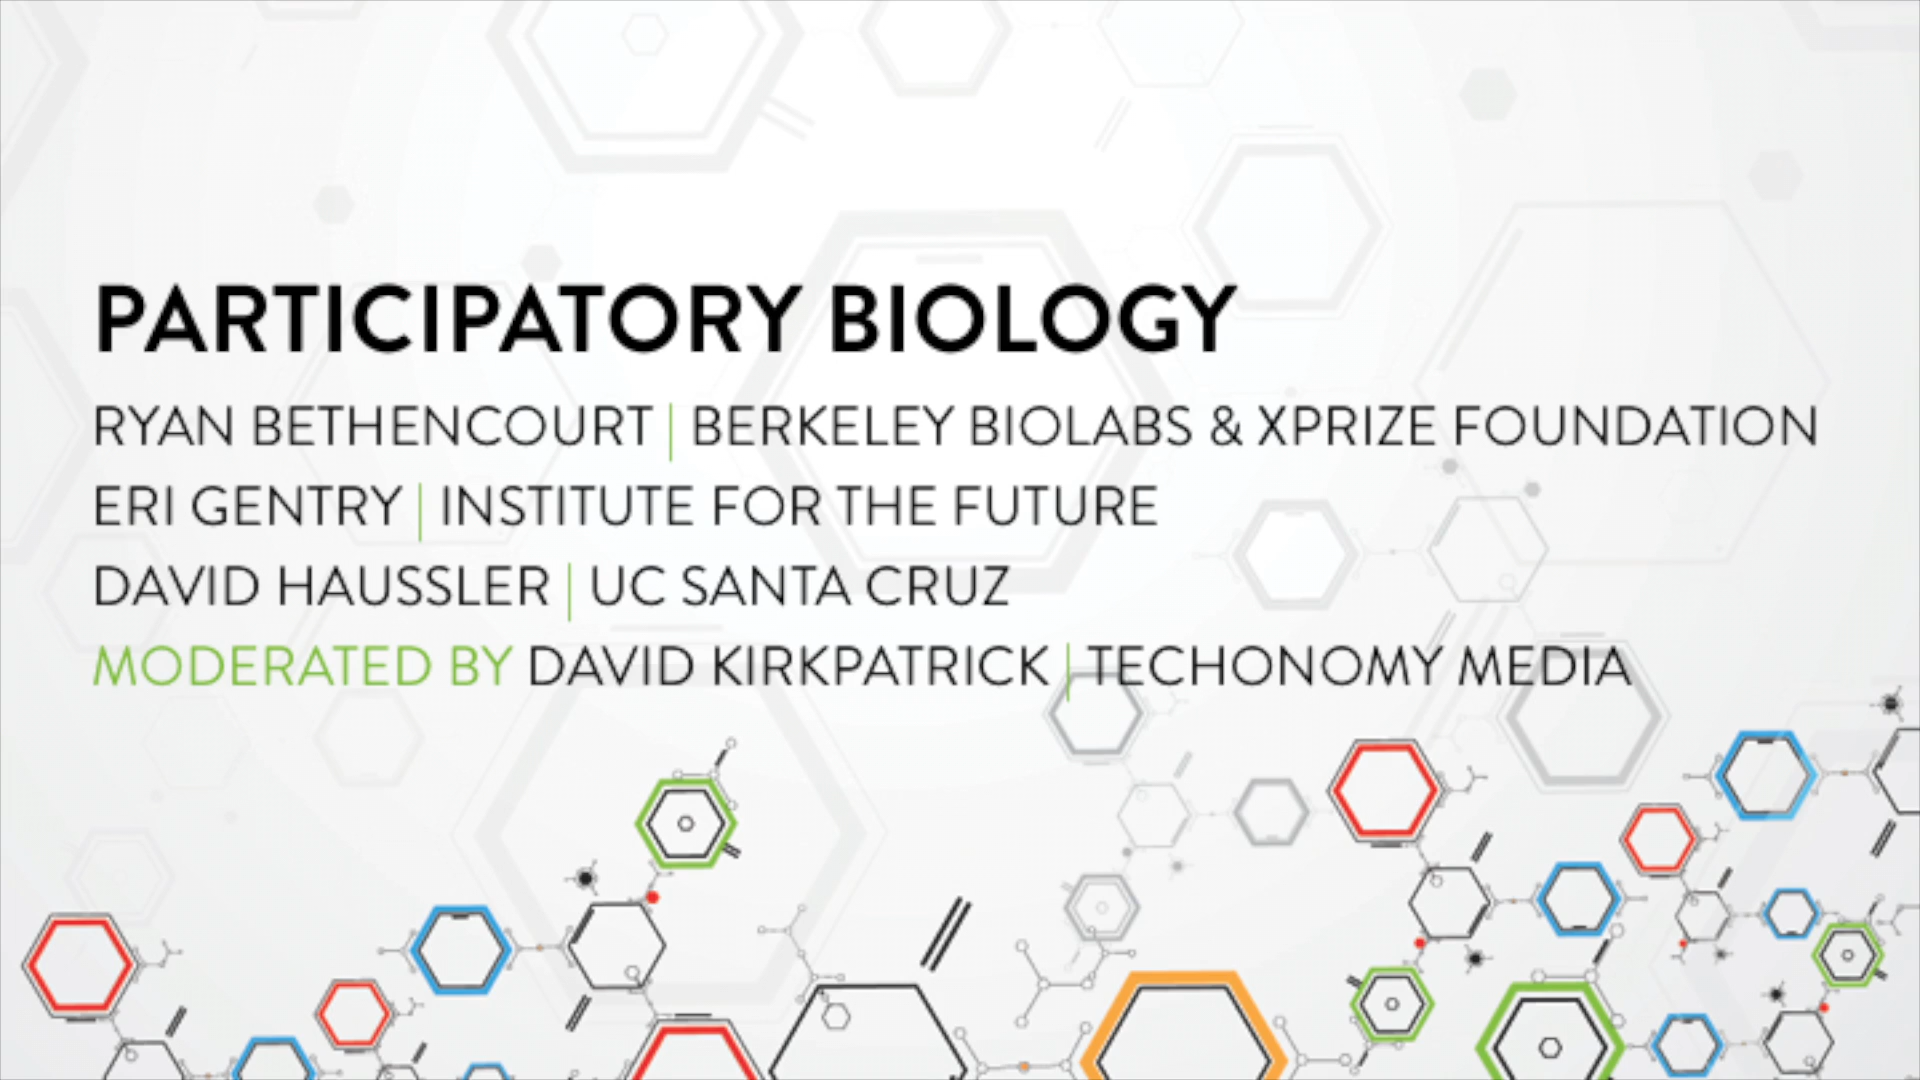 PARTICIPATORY BIOLOGY
RYAN BETHENCOURT | BERKELEY BIOLABS & XPRIZE FOUNDATION
ERI GENTRY | INSTITUTE FOR THE FUTURE
DAVID HAUSSLER | UC SANTA CRUZ
MODERATED BY DAVID KIRKPATRICK | TECHONOMY MEDIA